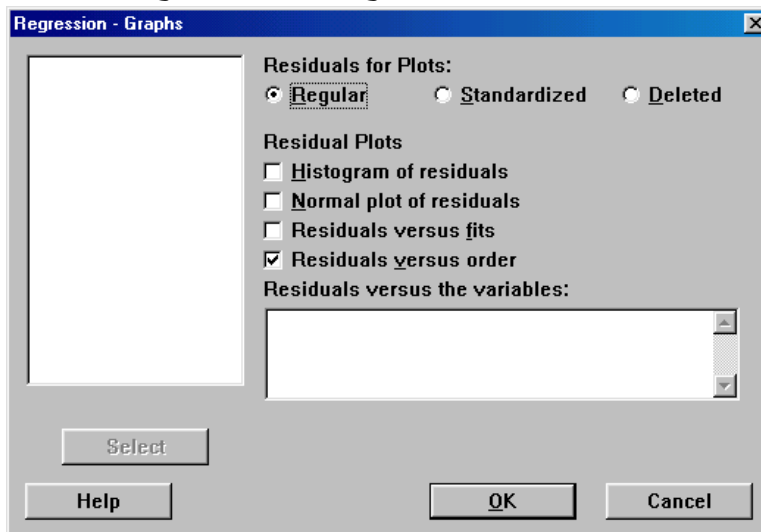 Regression - Graphs
Residuals for Plots:
Regular Standardized Deleted
Residual Plots
Histogram of residuals
Normal plot of residuals
Residuals versus fits
Residuals versus order
Residuals versus the variables:
Select
Help OK Cancel